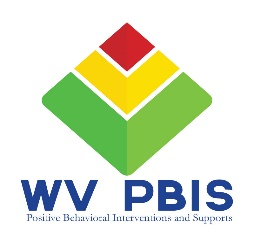 WV PBIS
Positive Behavioral Interventions and Supports